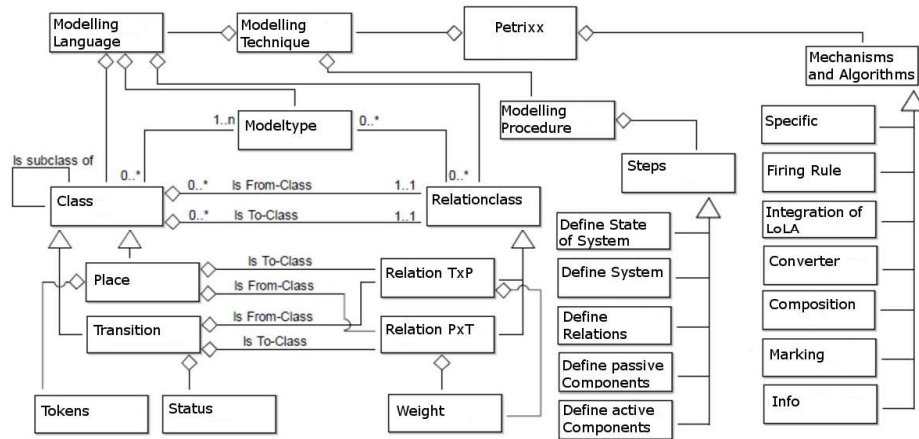 Modelling
Language
Modelling
Technique
Petrixx
Mechanisms
and Algorithms
Modelling
Procedure
Steps
1..n
Modeltype
0..*
Is subclass of
0..*
0..*
Class
0..*
Is From-Class
1..1
Relationclass
0..*
Is To-Class
1..1
Place
Is To-Class
Is From-Class
Relation TxP
Transition
Is From-Class
Is To-Class
Relation PxT
Tokens
Status
Weight
Define State
of System
Define System
Define
Relations
Define passive
Components
Define active
Components
Specific
Firing Rule
Integration of
LoLA
Converter
Composition
Marking
Info